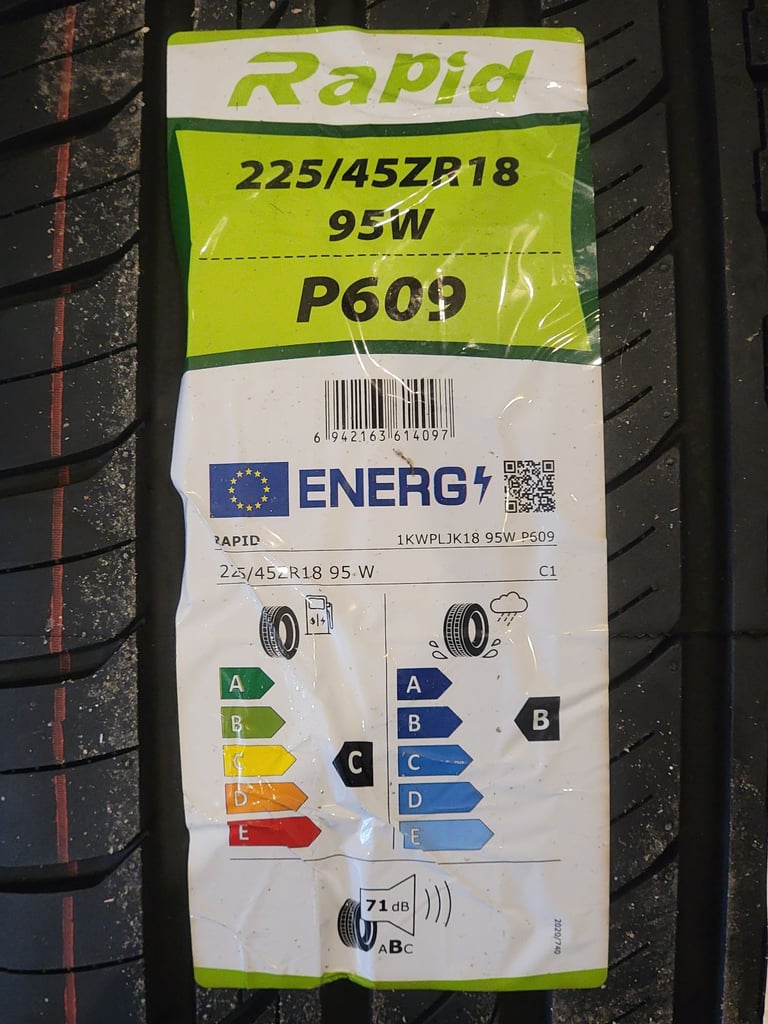 Rapid
225/45ZR18
95W
P609
6 942163 614097
ENERG
RAPID 1KWPLJK18 95W P609
225/45ZR18 95 W C1
A A
B B B
C C C
D D
E E
71 dB
ABC
2020/740